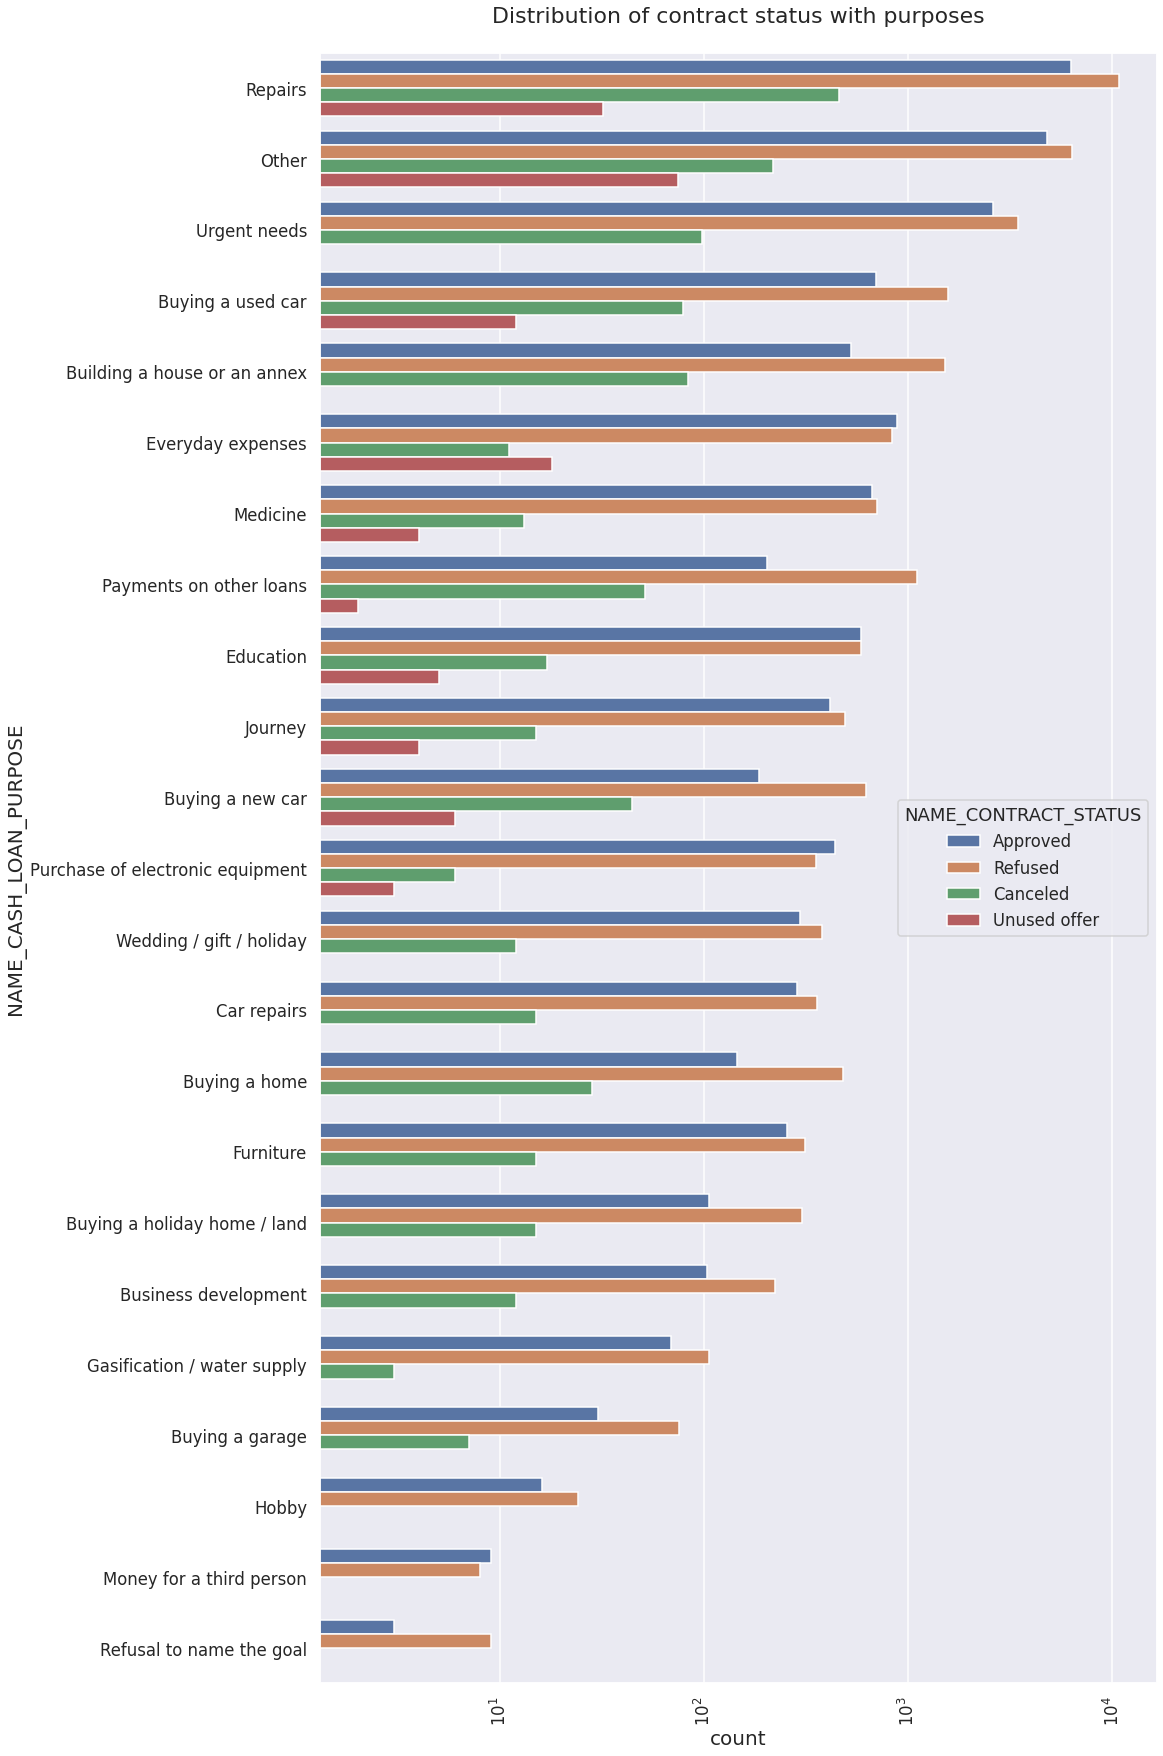 Distribution of contract status with purposes
NAME_CASH_LOAN_PURPOSE
Repairs
Other
Urgent needs
Buying a used car
Building a house or an annex
Everyday expenses
Medicine
Payments on other loans
Education
Journey
Buying a new car
Purchase of electronic equipment
Wedding / gift / holiday
Car repairs
Buying a home
Furniture
Buying a holiday home / land
Business development
Gasification / water supply
Buying a garage
Hobby
Money for a third person
Refusal to name the goal
NAME_CONTRACT_STATUS
Approved
Refused
Canceled
Unused offer
10¹
10²
10³
10⁴
count